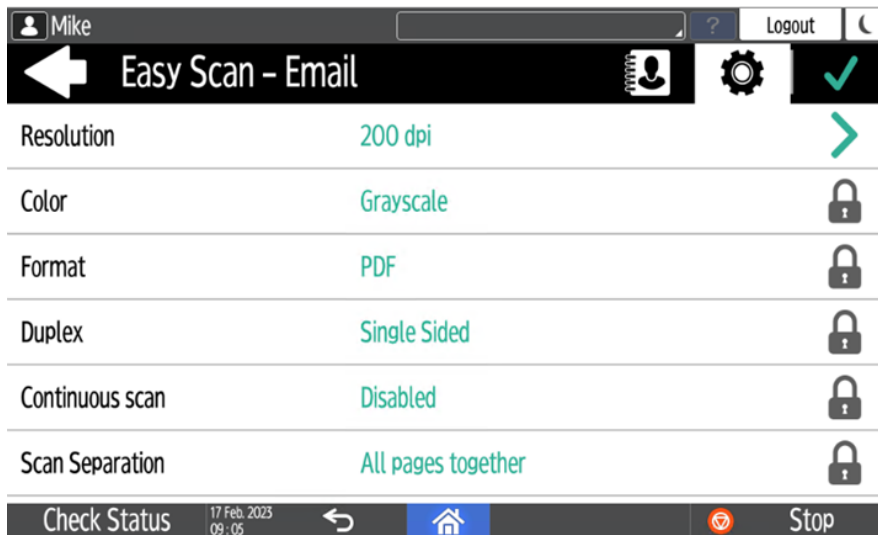 Mike ? Logout
Easy Scan – Email
Resolution 200 dpi
Color Grayscale
Format PDF
Duplex Single Sided
Continuous scan Disabled
Scan Separation All pages together
Check Status 17 Feb. 2023 Stop
09 : 05